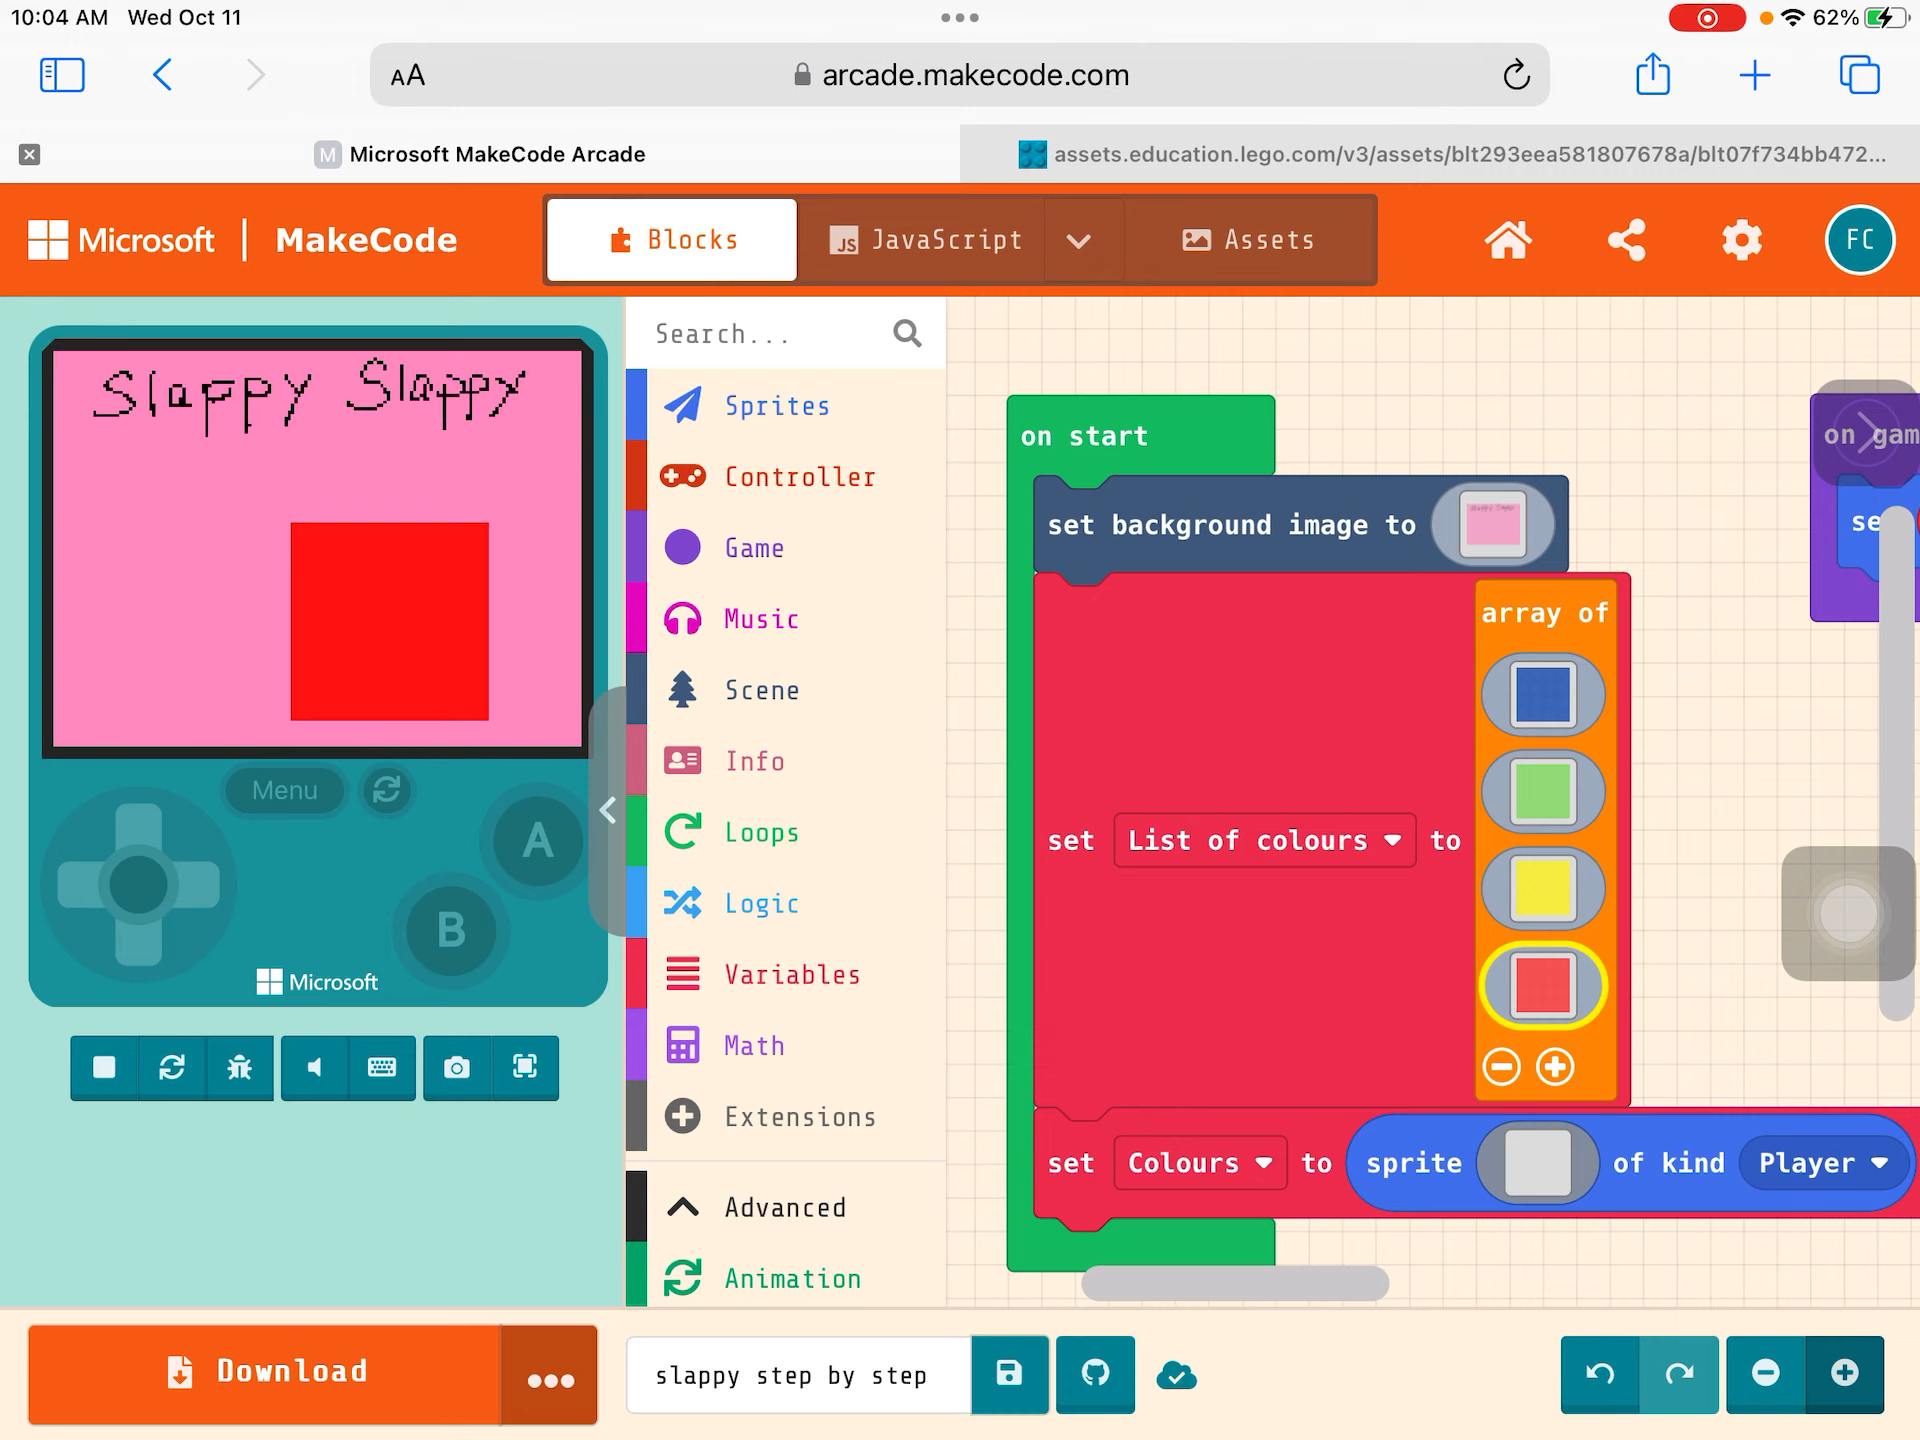 10:04 AM Wed Oct 11
62%
AA
arcade.makecode.com
M Microsoft MakeCode Arcade
assets.education.lego.com/v3/assets/blt293eea581807678a/blt07f734bb472...
Microsoft | MakeCode
Blocks
JS JavaScript
Assets
FC
Slappy Slappy
Menu
A
B
Microsoft
Search...
Sprites
Controller
Game
Music
Scene
Info
Loops
Logic
Variables
Math
Extensions
Advanced
Animation
on start
set background image to
array of
set List of colours to
set Colours to sprite of kind Player
on gam
se
Download
slappy step by step